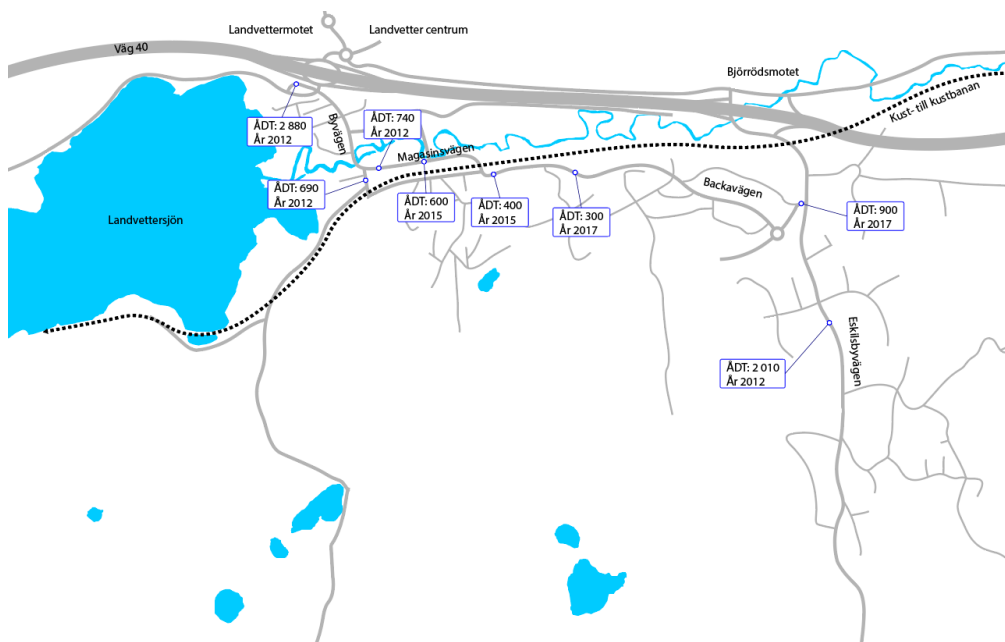 Landvettermotet
Landvetter centrum
Väg 40
Björrödsmotet
Kust- till kustbanan
ÅDT: 2 880
År 2012
Byvägen
ÅDT: 740
År 2012
Magasinsvägen
ÅDT: 690
År 2012
ÅDT: 600
År 2015
ÅDT: 400
År 2015
ÅDT: 300
År 2017
Backavägen
ÅDT: 900
År 2017
Landvettersjön
Eskilsbyvägen
ÅDT: 2 010
År 2012